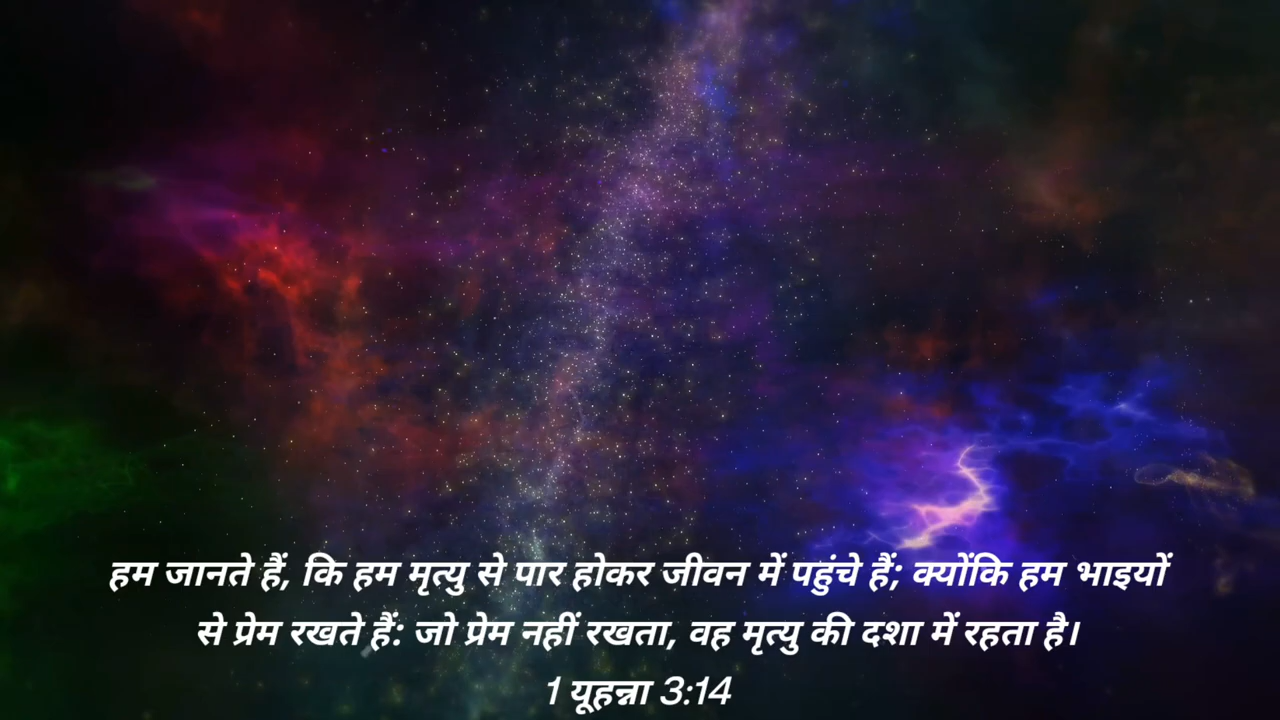 हम जानते हैं, कि हम मृत्यु से पार होकर जीवन में पहुंचे हैं; क्योंकि हम भाइयों
से प्रेम रखते हैं: जो प्रेम नहीं रखता, वह मृत्यु की दशा में रहता है।
1 यूहन्ना 3:14